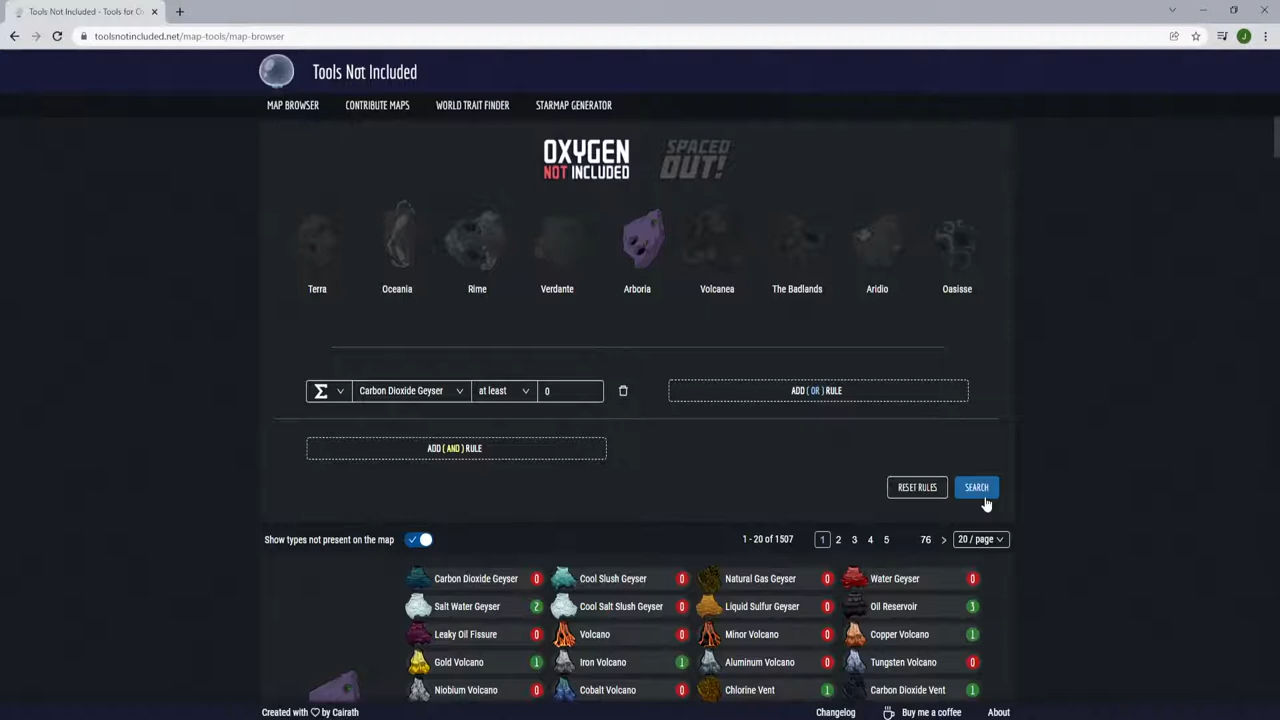 Tools Not Included - Tools for C
toolsnotincluded.net/map-tools/map-browser
J
Tools Not Included
MAP BROWSER CONTRIBUTE MAPS WORLD TRAIT FINDER STARMAP GENERATOR
OXYGEN NOT INCLUDED
SPACED OUT!
Terra Oceania Rime Verdante Arboria Volcanea The Badlands Aridio Oasisse
Σ Carbon Dioxide Geyser at least 0 ADD ( OR ) RULE
ADD ( AND ) RULE
RESET RULES SEARCH
Show types not present on the map 1 - 20 of 1507 1 2 3 4 5 76 > 20 / page
Carbon Dioxide Geyser 0 Cool Slush Geyser 0 Natural Gas Geyser 0 Water Geyser 0
Salt Water Geyser 2 Cool Salt Slush Geyser 0 Liquid Sulfur Geyser 0 Oil Reservoir 3
Leaky Oil Fissure 0 Volcano 0 Minor Volcano 0 Copper Volcano 1
Gold Volcano 1 Iron Volcano 1 Aluminum Volcano 0 Tungsten Volcano 0
Niobium Volcano 0 Cobalt Volcano 0 Chlorine Vent 1 Carbon Dioxide Vent 1
Created with ♡ by Cairath Changelog Buy me a coffee About